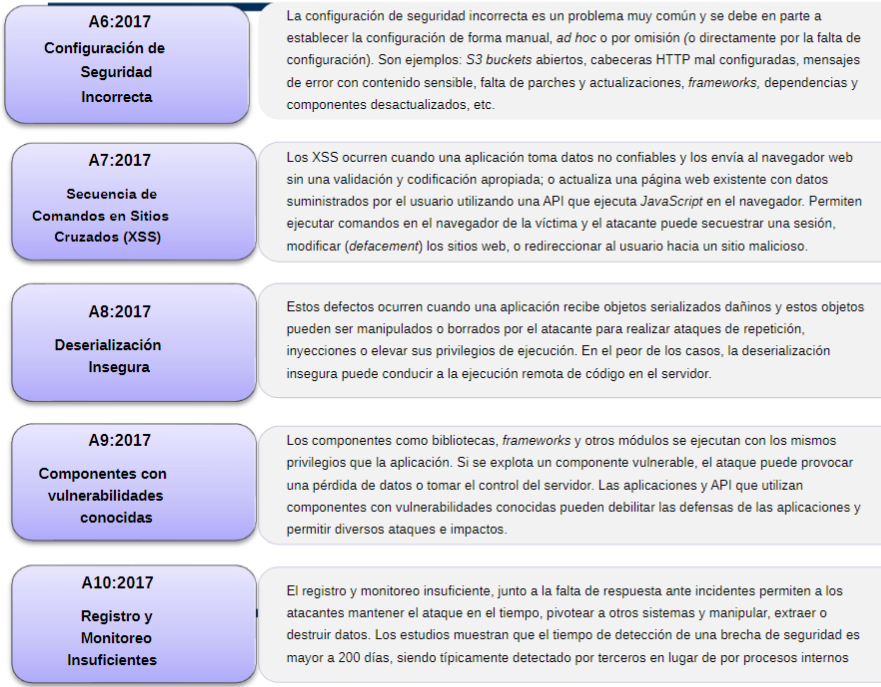 A6:2017
Configuración de
Seguridad
Incorrecta
La configuración de seguridad incorrecta es un problema muy común y se debe en parte a
establecer la configuración de forma manual, ad hoc o por omisión (o directamente por la falta de
configuración). Son ejemplos: S3 buckets abiertos, cabeceras HTTP mal configuradas, mensajes
de error con contenido sensible, falta de parches y actualizaciones, frameworks, dependencias y
componentes desactualizados, etc.
A7:2017
Secuencia de
Comandos en Sitios
Cruzados (XSS)
Los XSS ocurren cuando una aplicación toma datos no confiables y los envía al navegador web
sin una validación y codificación apropiada; o actualiza una página web existente con datos
suministrados por el usuario utilizando una API que ejecuta JavaScript en el navegador. Permiten
ejecutar comandos en el navegador de la víctima y el atacante puede secuestrar una sesión,
modificar (defacement) los sitios web, o redireccionar al usuario hacia un sitio malicioso.
A8:2017
Deserialización
Insegura
Estos defectos ocurren cuando una aplicación recibe objetos serializados dañinos y estos objetos
pueden ser manipulados o borrados por el atacante para realizar ataques de repetición,
inyecciones o elevar sus privilegios de ejecución. En el peor de los casos, la deserialización
insegura puede conducir a la ejecución remota de código en el servidor.
A9:2017
Componentes con
vulnerabilidades
conocidas
Los componentes como bibliotecas, frameworks y otros módulos se ejecutan con los mismos
privilegios que la aplicación. Si se explota un componente vulnerable, el ataque puede provocar
una pérdida de datos o tomar el control del servidor. Las aplicaciones y API que utilizan
componentes con vulnerabilidades conocidas pueden debilitar las defensas de las aplicaciones y
permitir diversos ataques e impactos.
A10:2017
Registro y
Monitoreo
Insuficientes
El registro y monitoreo insuficiente, junto a la falta de respuesta ante incidentes permiten a los
atacantes mantener el ataque en el tiempo, pivotear a otros sistemas y manipular, extraer o
destruir datos. Los estudios muestran que el tiempo de detección de una brecha de seguridad es
mayor a 200 días, siendo típicamente detectado por terceros en lugar de por procesos internos